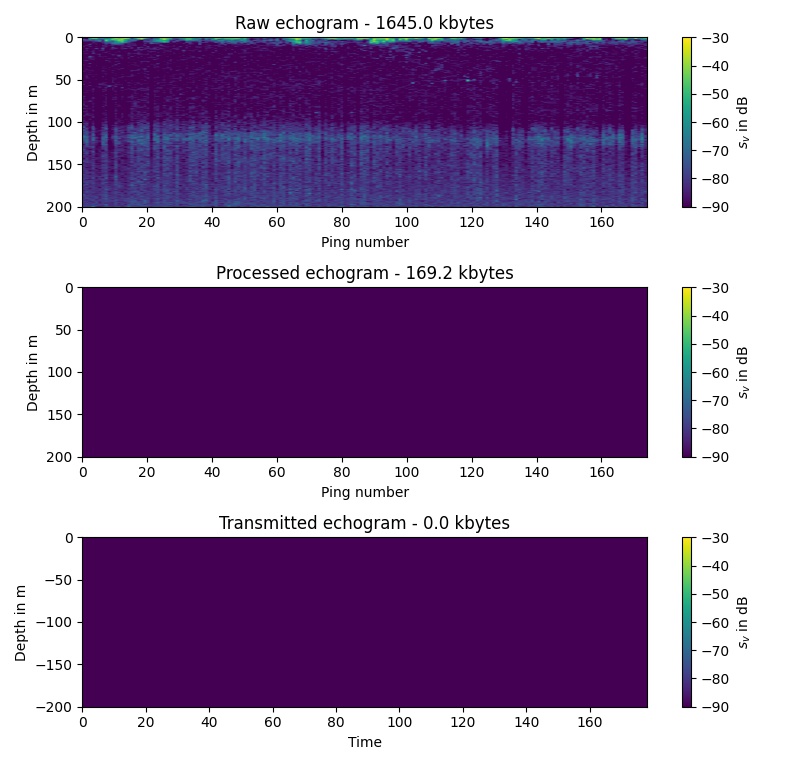 Raw echogram - 1645.0 kbytes
0
50
100
150
200
Depth in m
0 20 40 60 80 100 120 140 160
Ping number
−30
−40
−50
−60
−70
−80
−90
sv in dB
Processed echogram - 169.2 kbytes
0
50
100
150
200
Depth in m
0 20 40 60 80 100 120 140 160
Ping number
−30
−40
−50
−60
−70
−80
−90
sv in dB
Transmitted echogram - 0.0 kbytes
0
−50
−100
−150
−200
Depth in m
0 20 40 60 80 100 120 140 160
Time
−30
−40
−50
−60
−70
−80
−90
sv in dB